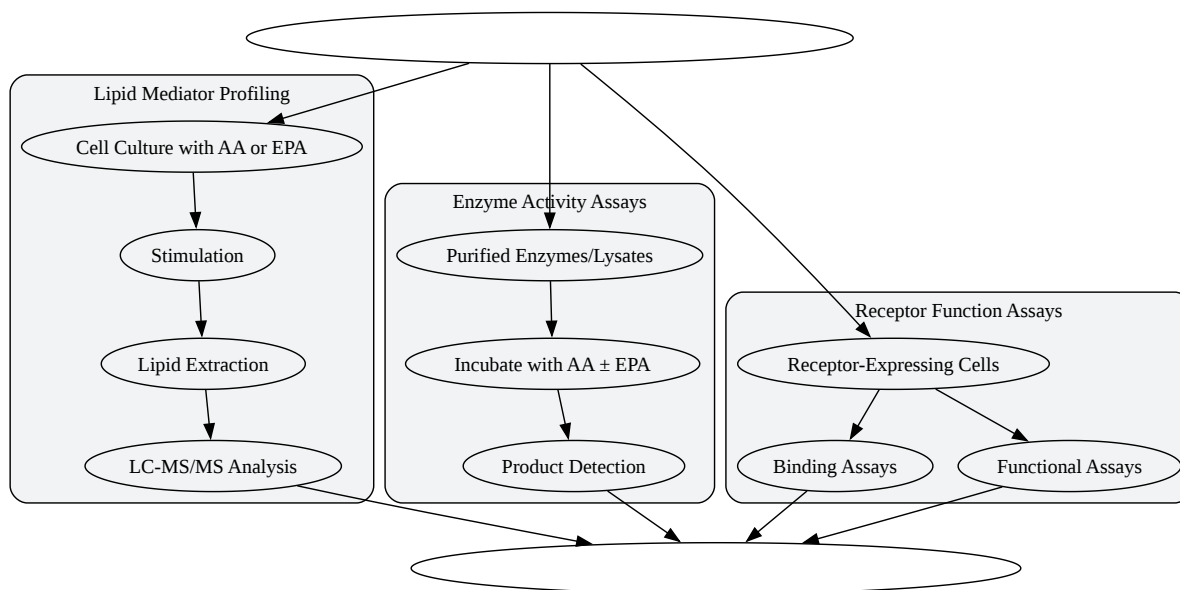 Lipid Mediator Profiling
Cell Culture with AA or EPA
Stimulation
Lipid Extraction
LC-MS/MS Analysis
Enzyme Activity Assays
Purified Enzymes/Lysates
Incubate with AA ± EPA
Product Detection
Receptor Function Assays
Receptor-Expressing Cells
Binding Assays
Functional Assays